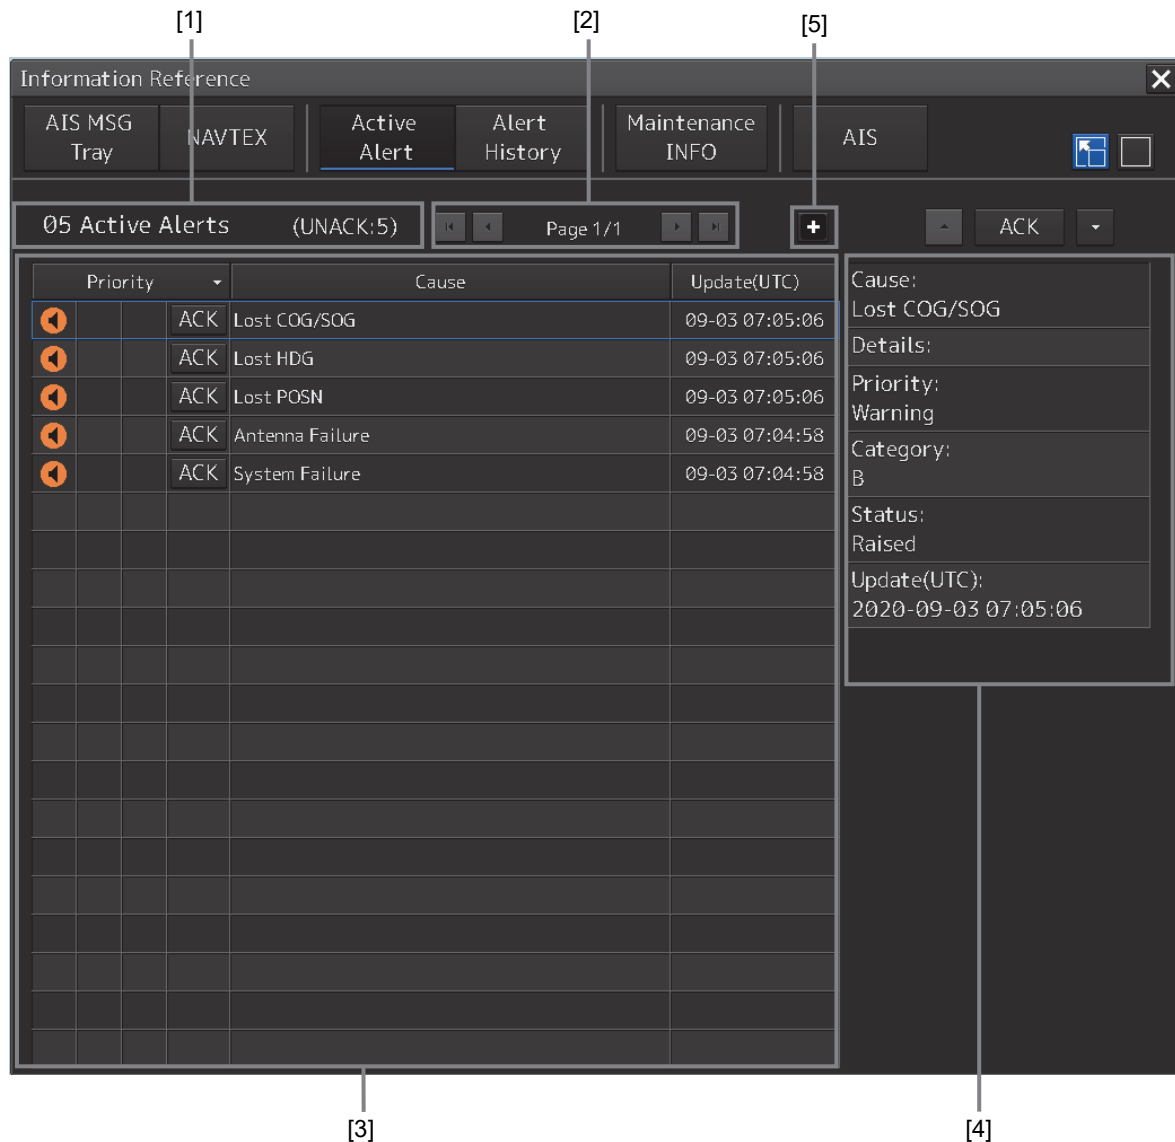 [1]
[2]
[5]
Information Reference
AIS MSG
Tray
NAVTEX
Active
Alert
Alert
History
Maintenance
INFO
AIS
05 Active Alerts (UNACK:5)
Page 1/1
ACK
Priority Cause Update(UTC)
ACK Lost COG/SOG 09-03 07:05:06
ACK Lost HDG 09-03 07:05:06
ACK Lost POSN 09-03 07:05:06
ACK Antenna Failure 09-03 07:04:58
ACK System Failure 09-03 07:04:58
Cause:
Lost COG/SOG
Details:
Priority:
Warning
Category:
B
Status:
Raised
Update(UTC):
2020-09-03 07:05:06
[3]
[4]